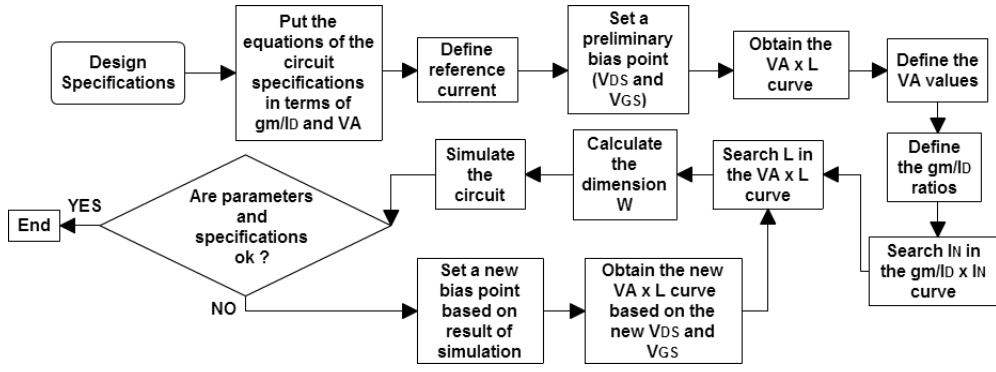 Design
Specifications
Put the
equations of the
circuit
specifications
in terms of
gm/ID and VA
Define
reference
current
Set a
preliminary
bias point
(VDS and
VGS)
Obtain the
VA x L
curve
Define the
VA values
Define
the gm/ID
ratios
Search IN in
the gm/ID x IN
curve
Search L in
the VA x L
curve
Calculate
the
dimension
W
Simulate
the
circuit
Are parameters
and
specifications
ok ?
YES
End
NO
Set a new
bias point
based on
result of
simulation
Obtain the new
VA x L curve
based on the
new VDS and
VGS